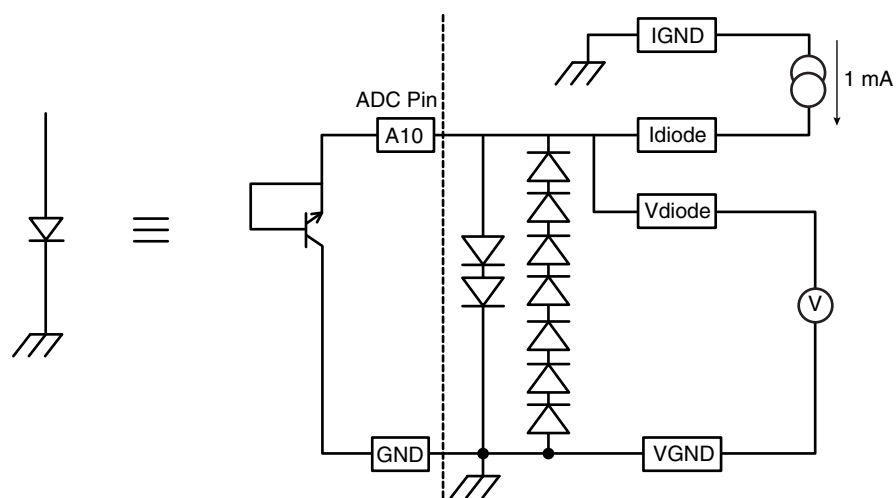 IGND
1 mA
ADC Pin
A10
Idiode
Vdiode
V
GND
VGND